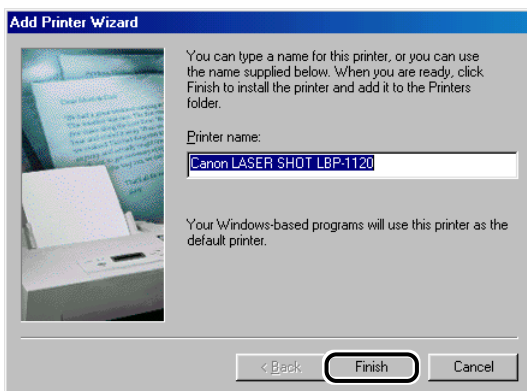 Add Printer Wizard
You can type a name for this printer, or you can use
the name supplied below. When you are ready, click
Finish to install the printer and add it to the Printers
folder.
Printer name:
Canon LASER SHOT LBP-1120
Your Windows-based programs will use this printer as the
default printer.
< Back
Finish
Cancel